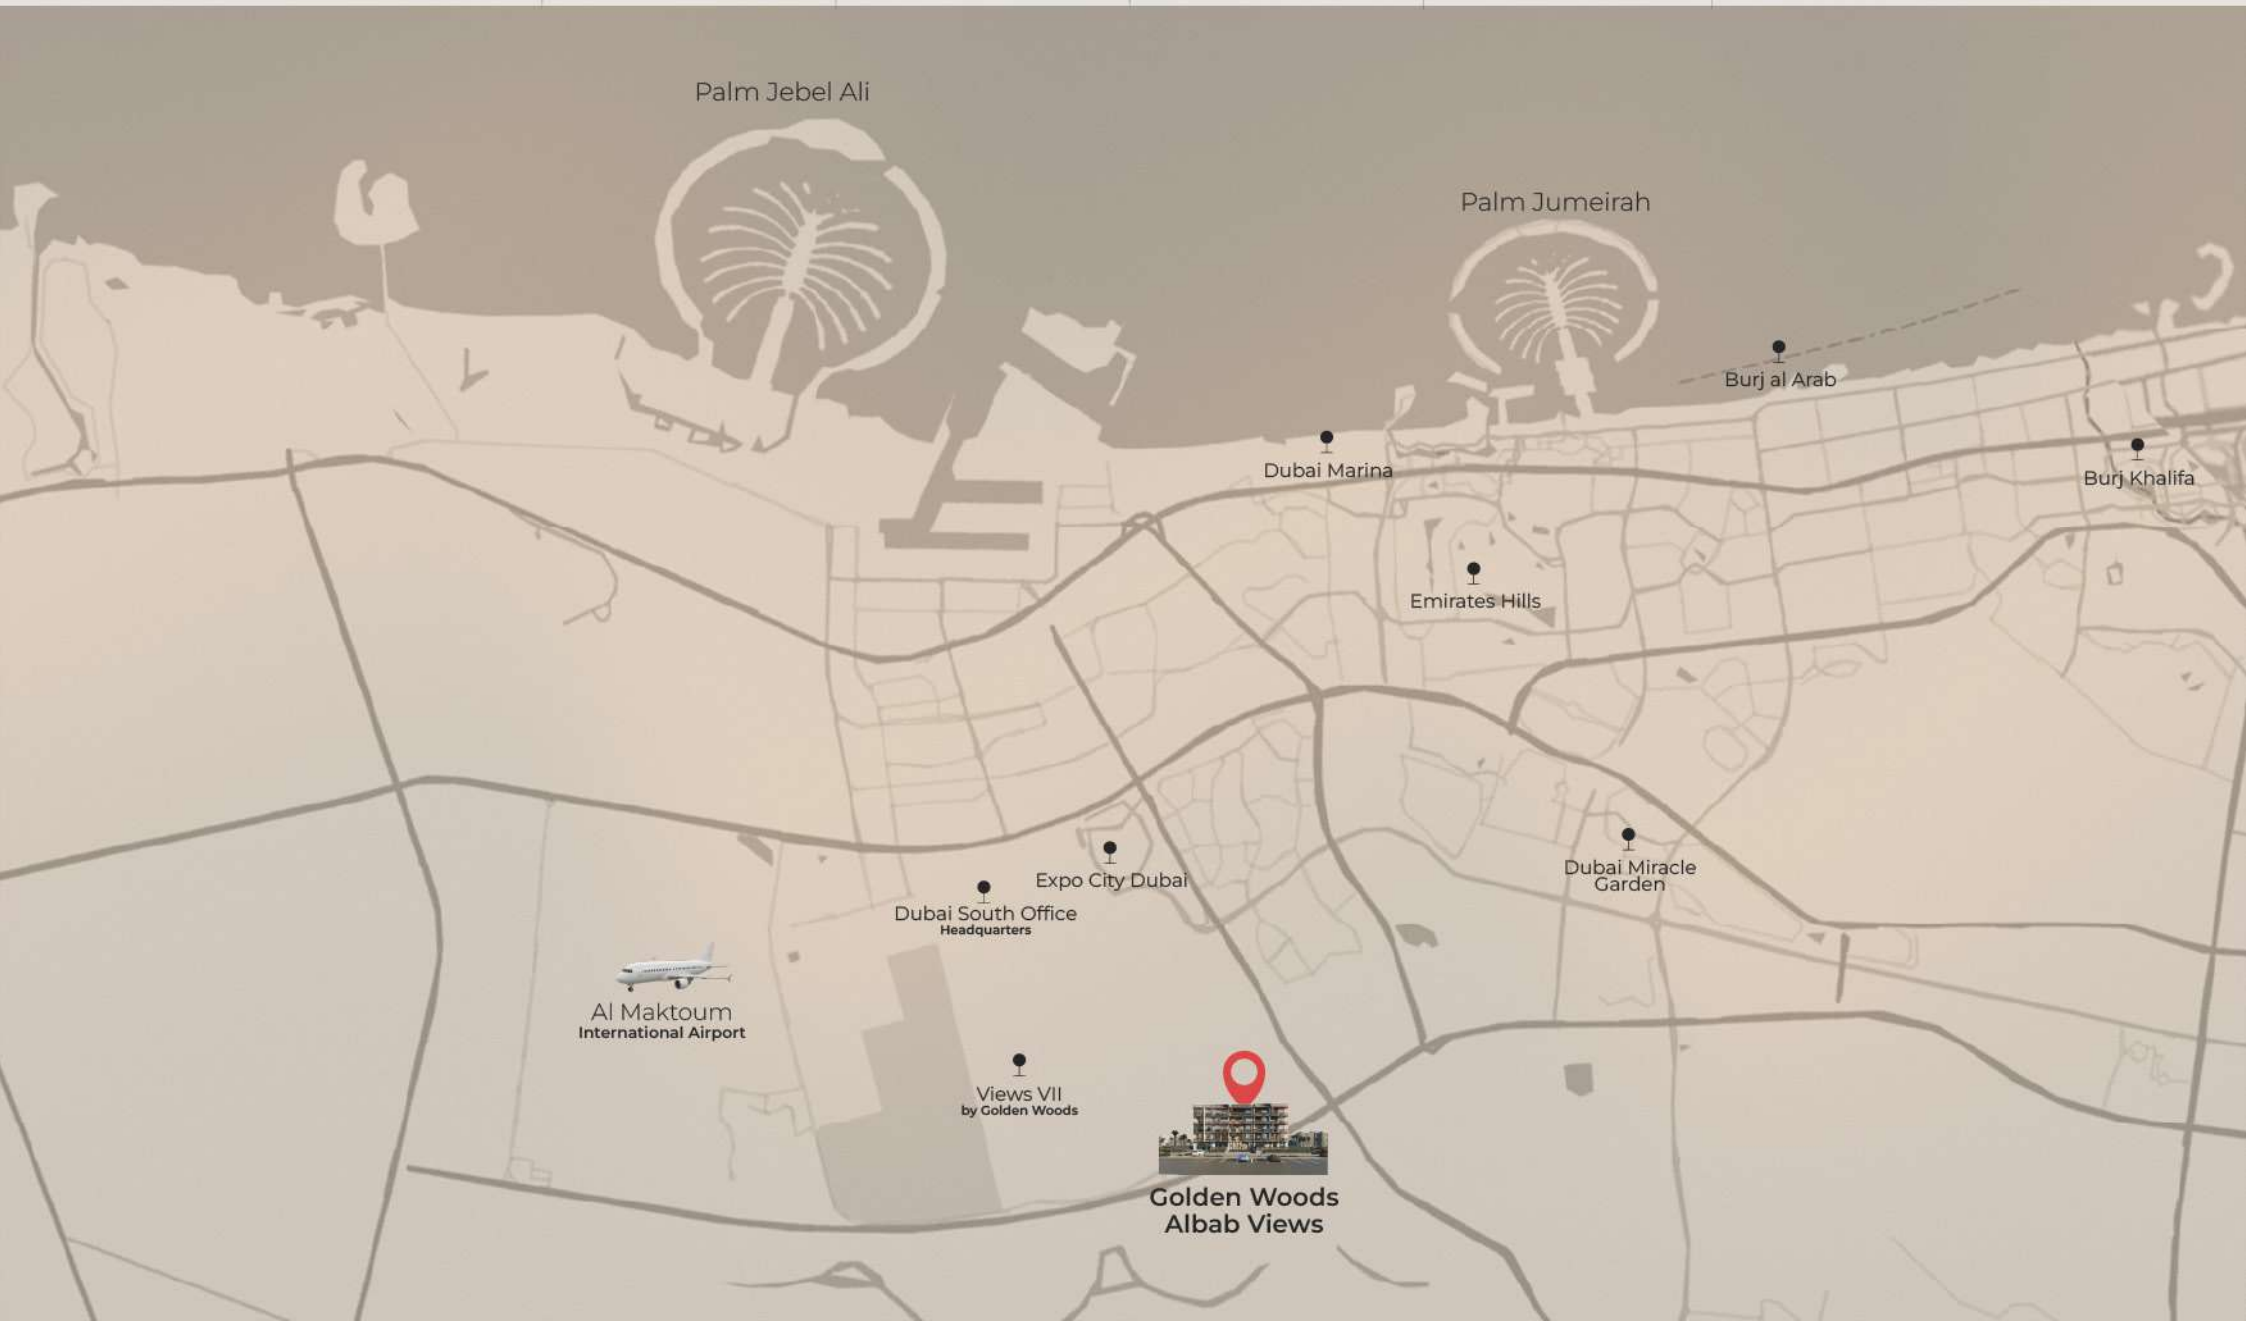 Palm Jebel Ali
Palm Jumeirah
Burj al Arab
Dubai Marina
Burj Khalifa
Emirates Hills
Dubai Miracle
Garden
Expo City Dubai
Dubai South Office
Headquarters
Al Maktoum
International Airport
Views VII
by Golden Woods
Golden Woods
Albab Views